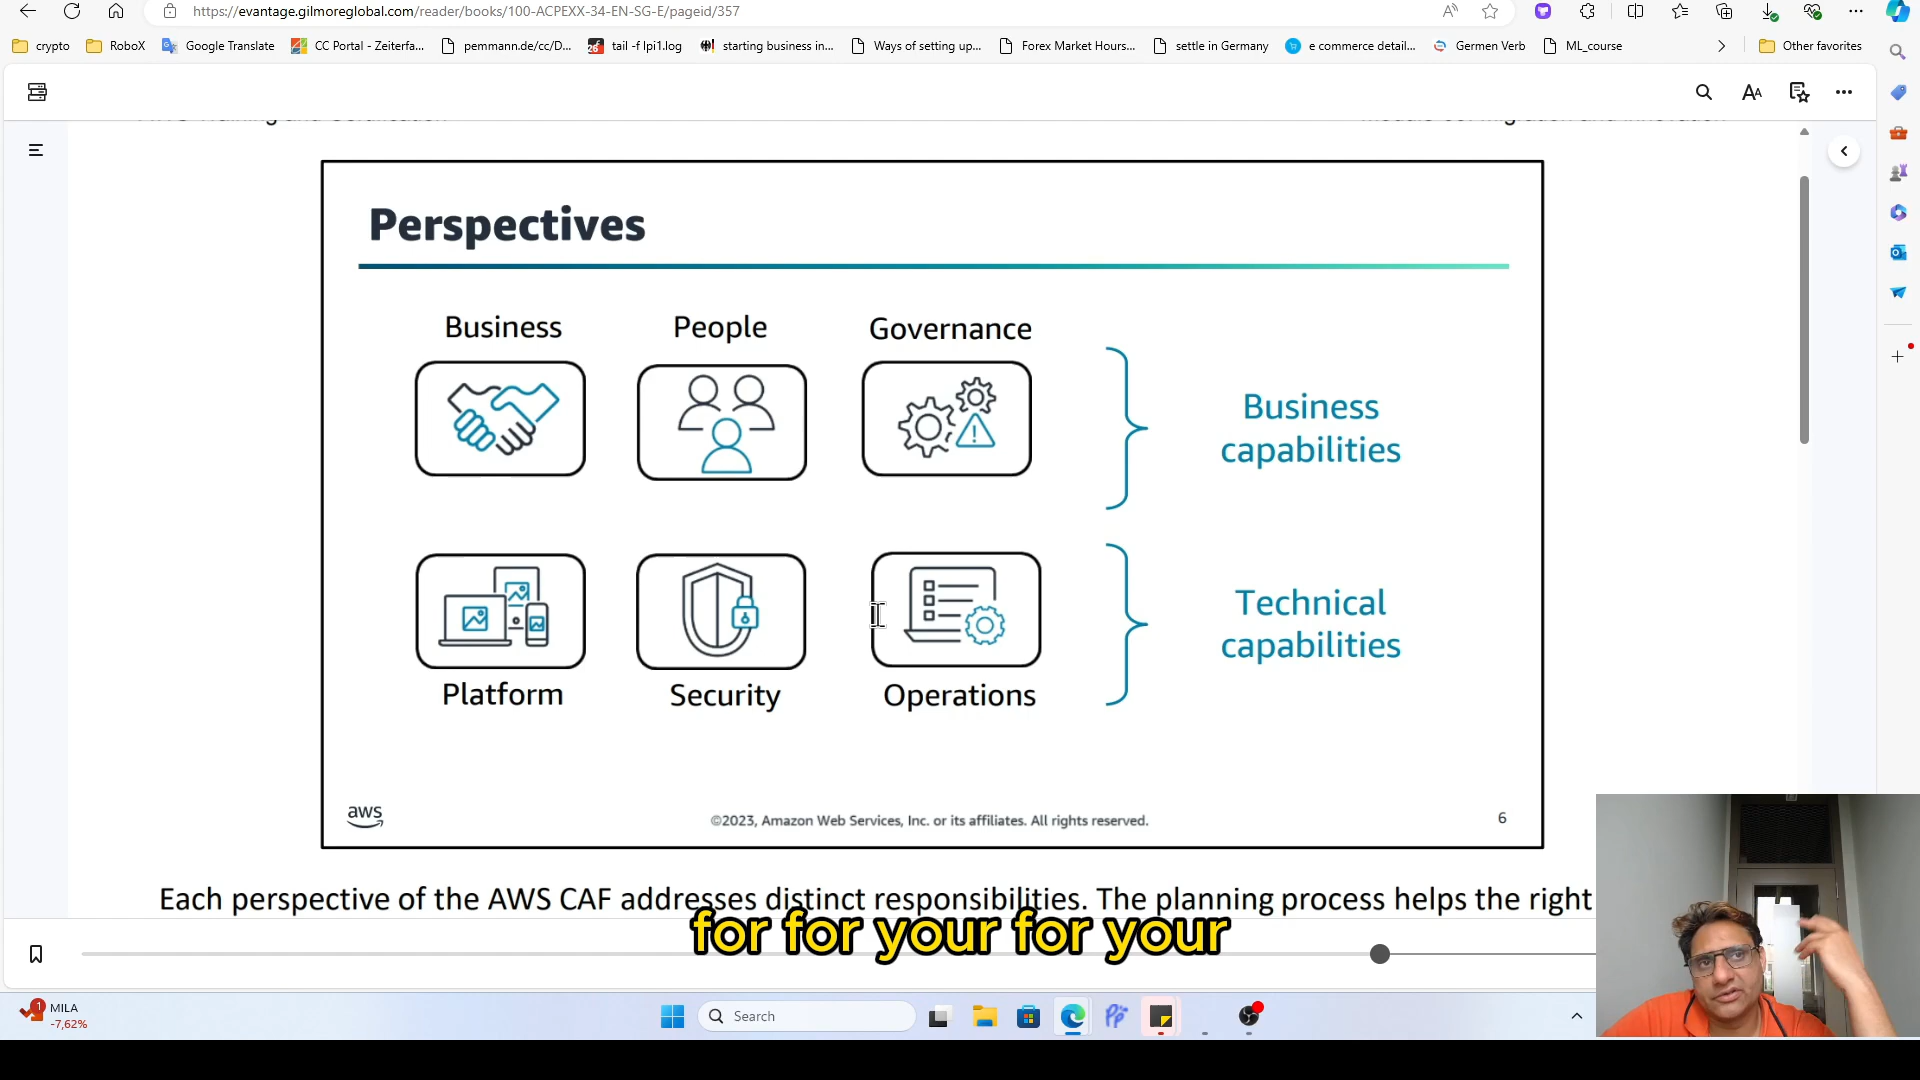 https://evantage.gilmoreglobal.com/reader/books/100-ACPEXX-34-EN-SG-E/pageid/357
crypto RoboX Google Translate CC Portal - Zeiterfa... pemmann.de/cc/D... tail -f lpi1.log starting business in... Ways of setting up... Forex Market Hours... settle in Germany e commerce detail... Germen Verb ML_course Other favorites
Perspectives
Business People Governance
Business
capabilities
Technical
capabilities
Platform Security Operations
aws
©2023, Amazon Web Services, Inc. or its affiliates. All rights reserved.
6
Each perspective of the AWS CAF addresses distinct responsibilities. The planning process helps the right
for for your for your
1
MILA
-7,62%
Search